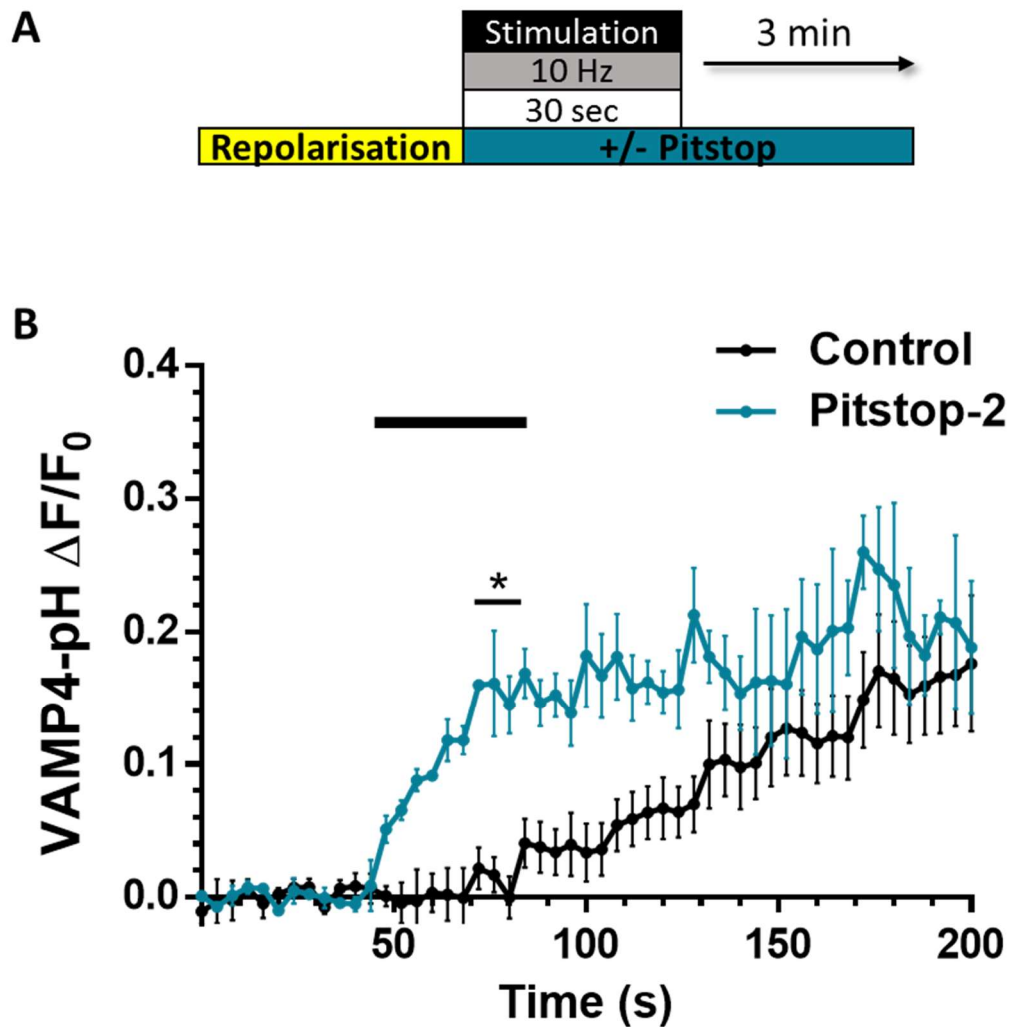 A
Stimulation
10 Hz
30 sec
3 min
Repolarisation
+/- Pitstop
B
Control
Pitstop-2
VAMP4-pH ΔF/F₀
0.4
0.3
0.2
0.1
0.0
*
50
100
150
200
Time (s)